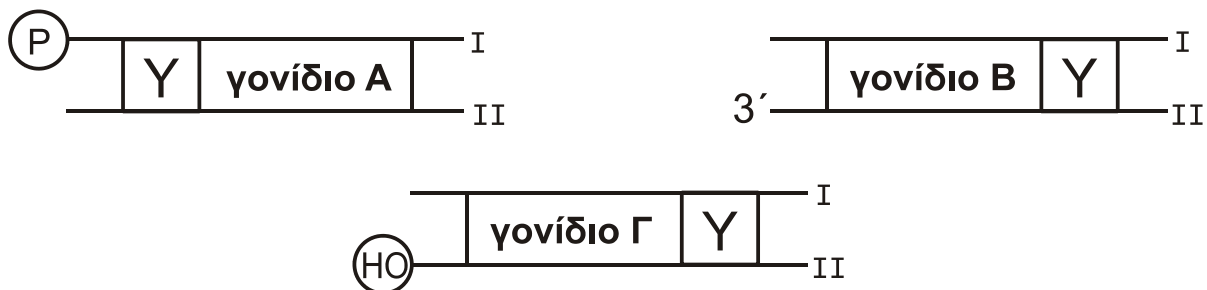 P I
Y γονίδιο A
II
I
γονίδιο B Y
3´ II
I
γονίδιο Γ Y
HO II